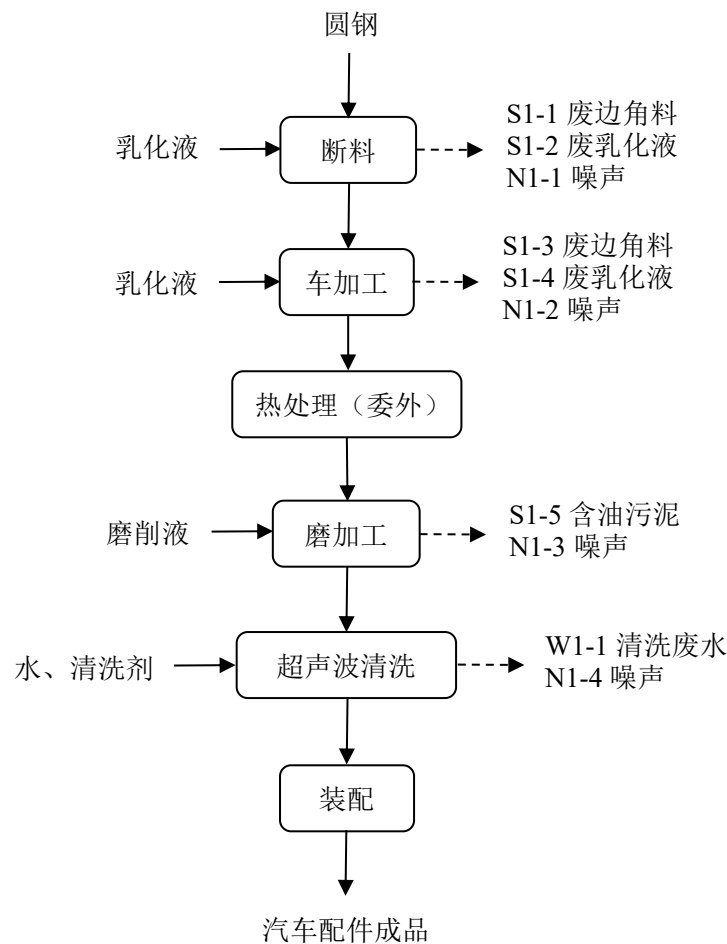 圆钢
乳化液
断料
S1-1 废边角料
S1-2 废乳化液
N1-1 噪声
乳化液
车加工
S1-3 废边角料
S1-4 废乳化液
N1-2 噪声
热处理（委外）
磨削液
磨加工
S1-5 含油污泥
N1-3 噪声
水、清洗剂
超声波清洗
W1-1 清洗废水
N1-4 噪声
装配
汽车配件成品